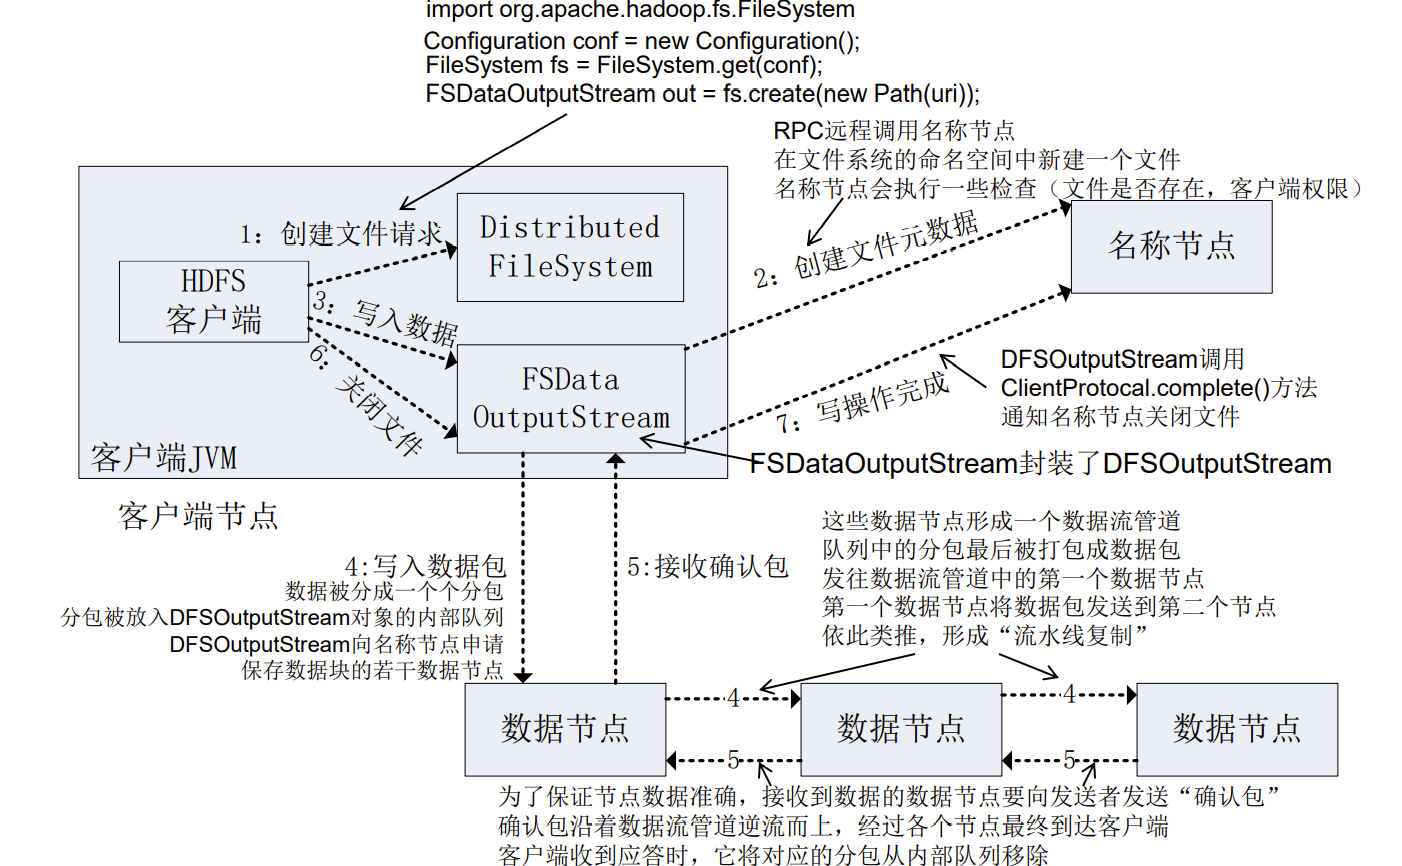 import org.apache.hadoop.fs.FileSystem
Configuration conf = new Configuration();
FileSystem fs = FileSystem.get(conf);
FSDataOutputStream out = fs.create(new Path(uri));
RPC远程调用名称节点
在文件系统的命名空间中新建一个文件
名称节点会执行一些检查（文件是否存在，客户端权限）
1：创建文件请求
Distributed
FileSystem
HDFS
客户端
2：创建文件元数据
名称节点
3：写入数据
6：关闭文件
FSData
OutputStream
7：写操作完成
DFSOutputStream调用
ClientProtocal.complete()方法
通知名称节点关闭文件
客户端JVM
FSDataOutputStream封装了DFSOutputStream
客户端节点
4:写入数据包
数据被分成一个个分包
分包被放入DFSOutputStream对象的内部队列
DFSOutputStream向名称节点申请
保存数据块的若干数据节点
5:接收确认包
这些数据节点形成一个数据流管道
队列中的分包最后被打包成数据包
发往数据流管道中的第一个数据节点
第一个数据节点将数据包发送到第二个节点
依此类推，形成“流水线复制”
数据节点
4
5
数据节点
4
5
数据节点
为了保证节点数据准确，接收到数据的数据节点要向发送者发送“确认包”
确认包沿着数据流管道逆流而上，经过各个节点最终到达客户端
客户端收到应答时，它将对应的分包从内部队列移除